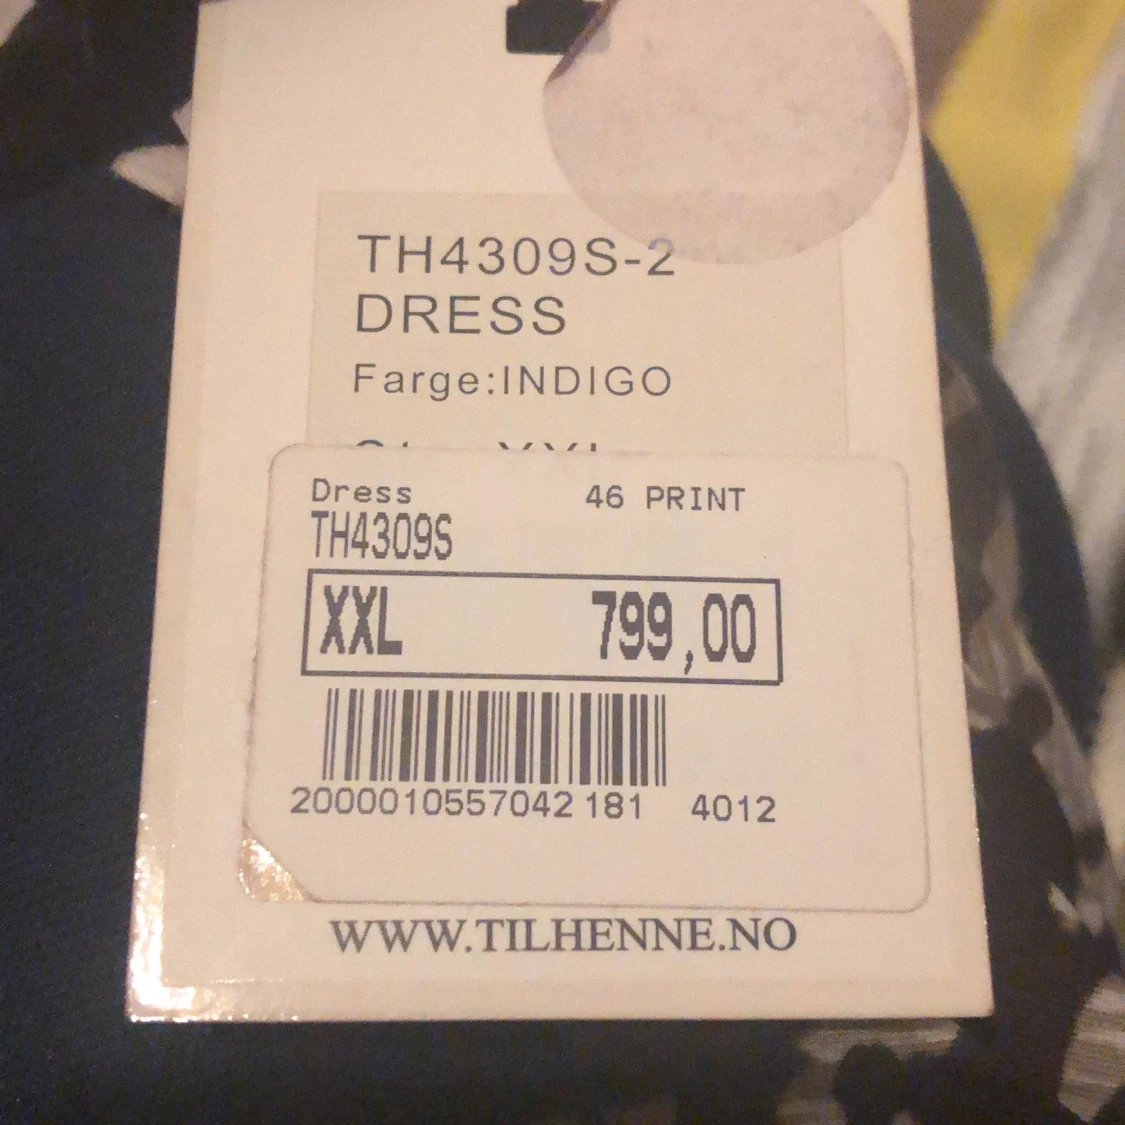 TH4309S-2
DRESS
Farge:INDIGO
Dress 46 PRINT
TH4309S
XXL 799,00
2000010557042 181 4012
WWW.TILHENNE.NO